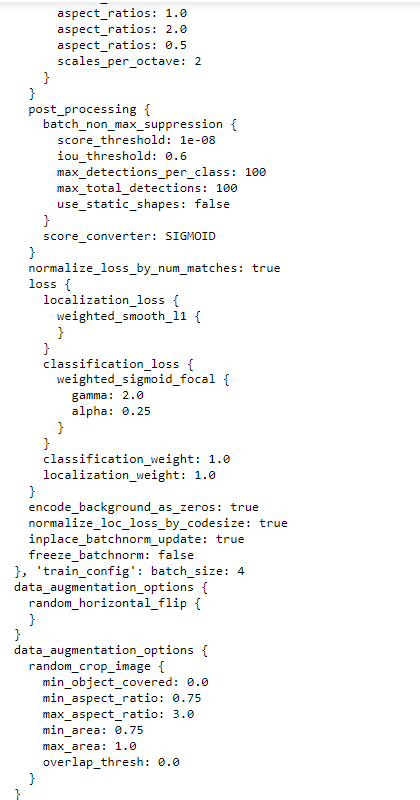 aspect_ratios: 1.0
aspect_ratios: 2.0
aspect_ratios: 0.5
scales_per_octave: 2
}
}
post_processing {
batch_non_max_suppression {
score_threshold: 1e-08
iou_threshold: 0.6
max_detections_per_class: 100
max_total_detections: 100
use_static_shapes: false
}
score_converter: SIGMOID
}
normalize_loss_by_num_matches: true
loss {
localization_loss {
weighted_smooth_l1 {
}
}
classification_loss {
weighted_sigmoid_focal {
gamma: 2.0
alpha: 0.25
}
}
classification_weight: 1.0
localization_weight: 1.0
}
encode_background_as_zeros: true
normalize_loc_loss_by_codesize: true
inplace_batchnorm_update: true
freeze_batchnorm: false
}, 'train_config': batch_size: 4
data_augmentation_options {
random_horizontal_flip {
}
}
data_augmentation_options {
random_crop_image {
min_object_covered: 0.0
min_aspect_ratio: 0.75
max_aspect_ratio: 3.0
min_area: 0.75
max_area: 1.0
overlap_thresh: 0.0
}
}